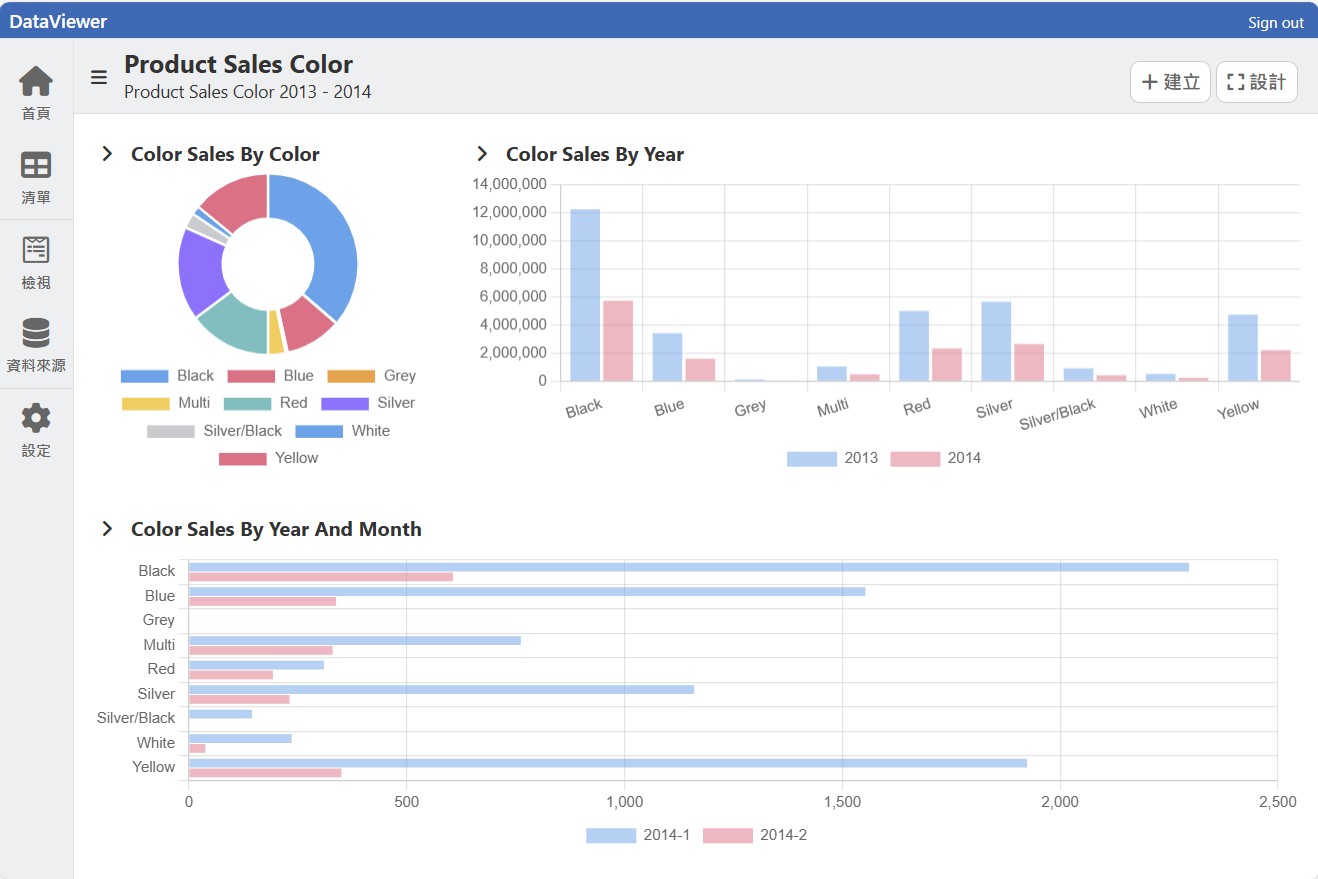 DataViewer
Sign out
首頁
清單
檢視
資料來源
設定
Product Sales Color
Product Sales Color 2013 - 2014
建立
設計
Color Sales By Color
Black Blue Grey
Multi Red Silver
Silver/Black White
Yellow
Color Sales By Year
14,000,000
12,000,000
10,000,000
8,000,000
6,000,000
4,000,000
2,000,000
0
Black Blue Grey Multi Red Silver Silver/Black White Yellow
2013 2014
Color Sales By Year And Month
Black
Blue
Grey
Multi
Red
Silver
Silver/Black
White
Yellow
0 500 1,000 1,500 2,000 2,500
2014-1 2014-2